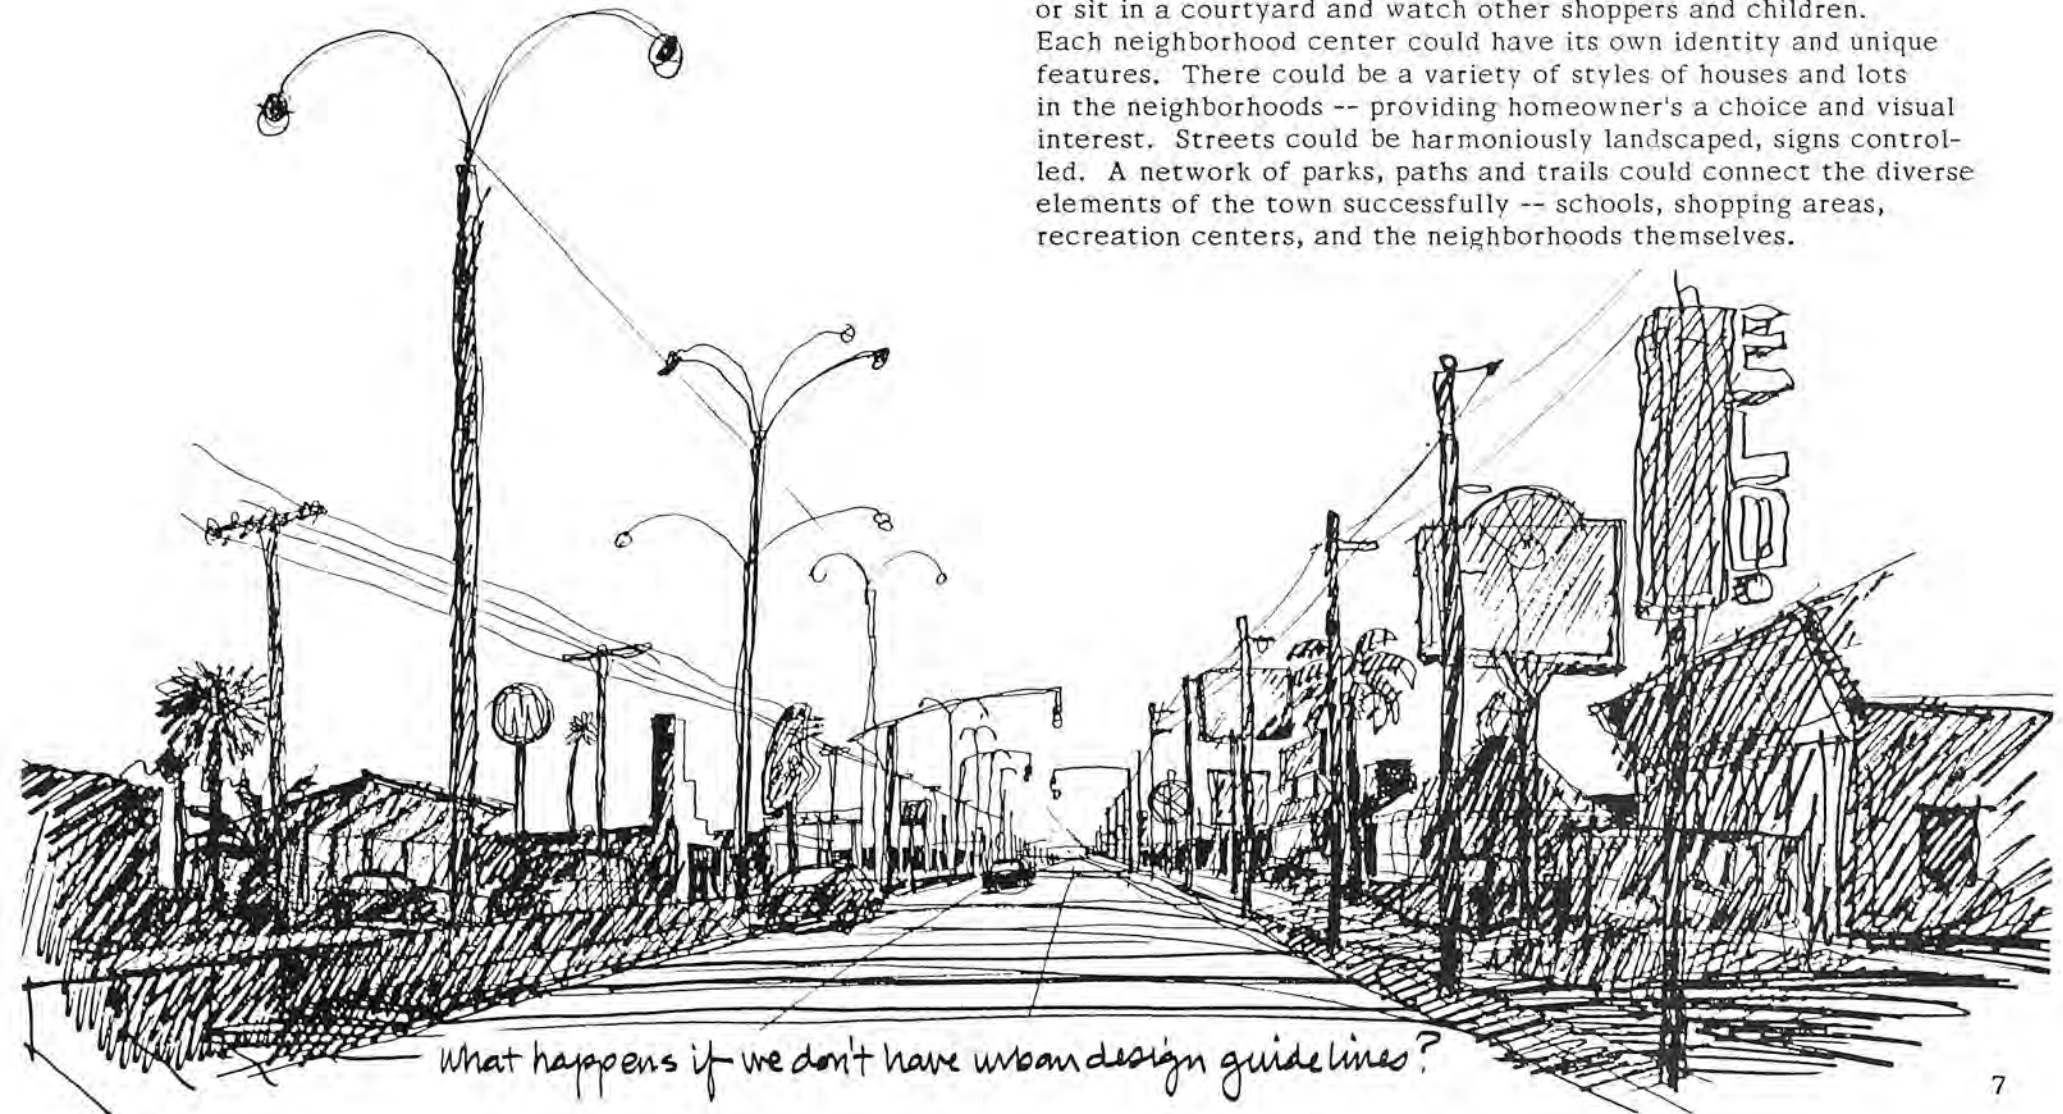 or sit in a courtyard and watch other shoppers and children.
Each neighborhood center could have its own identity and unique
features. There could be a variety of styles of houses and lots
in the neighborhoods -- providing homeowner's a choice and visual
interest. Streets could be harmoniously landscaped, signs control-
led. A network of parks, paths and trails could connect the diverse
elements of the town successfully -- schools, shopping areas,
recreation centers, and the neighborhoods themselves.
M
What happens if we don't have urban design guidelines?
7